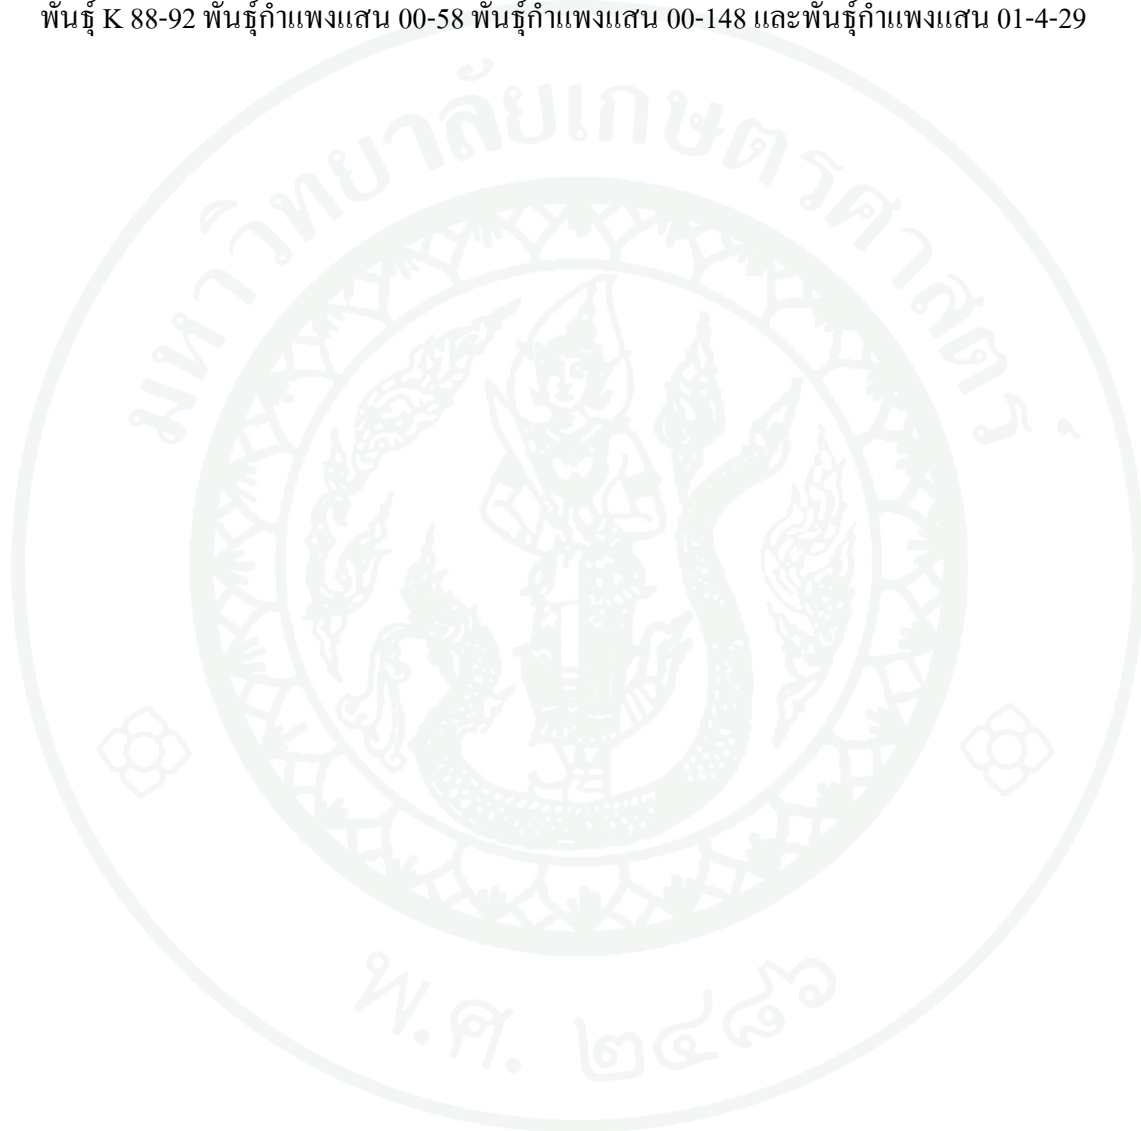 พันธุ์ K 88-92 พันธุ์กำแพงแสน 00-58 พันธุ์กำแพงแสน 00-148 และพันธุ์กำแพงแสน 01-4-29
มหาวิทยาลัยเกษตรศาสตร์
พ.ศ. ๒๔๘๖